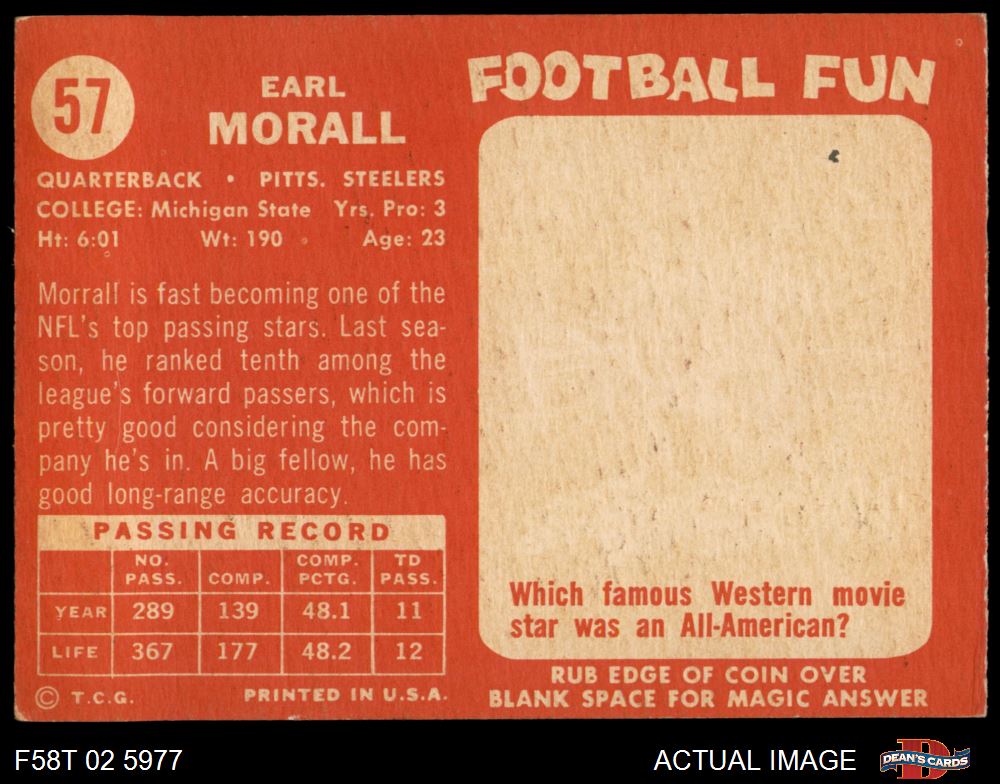 57
EARL
MORALL
QUARTERBACK • PITTS. STEELERS
COLLEGE: Michigan State Yrs. Pro: 3
Ht: 6:01 Wt: 190 Age: 23
Morrall is fast becoming one of the
NFL's top passing stars. Last sea-
son, he ranked tenth among the
league's forward passers, which is
pretty good considering the com-
pany he's in. A big fellow, he has
good long-range accuracy.
PASSING RECORD
NO. PASS. COMP. COMP. PCTG. TD PASS.
YEAR 289 139 48.1 11
LIFE 367 177 48.2 12
© T.C.G. PRINTED IN U.S.A.
FOOTBALL FUN
Which famous Western movie
star was an All-American?
RUB EDGE OF COIN OVER
BLANK SPACE FOR MAGIC ANSWER
F58T 02 5977
ACTUAL IMAGE
D
DEAN'S CARDS